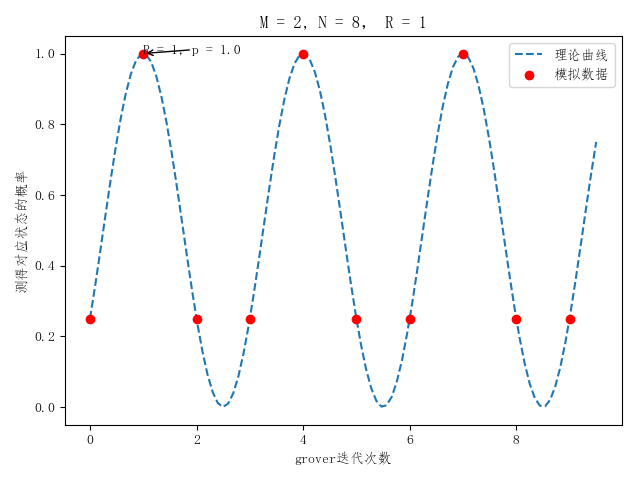 M = 2, N = 8,  R = 1
理论曲线
模拟数据
R = 1, p = 1.0
测得对应状态的概率
1.0
0.8
0.6
0.4
0.2
0.0
0 2 4 6 8
grover迭代次数